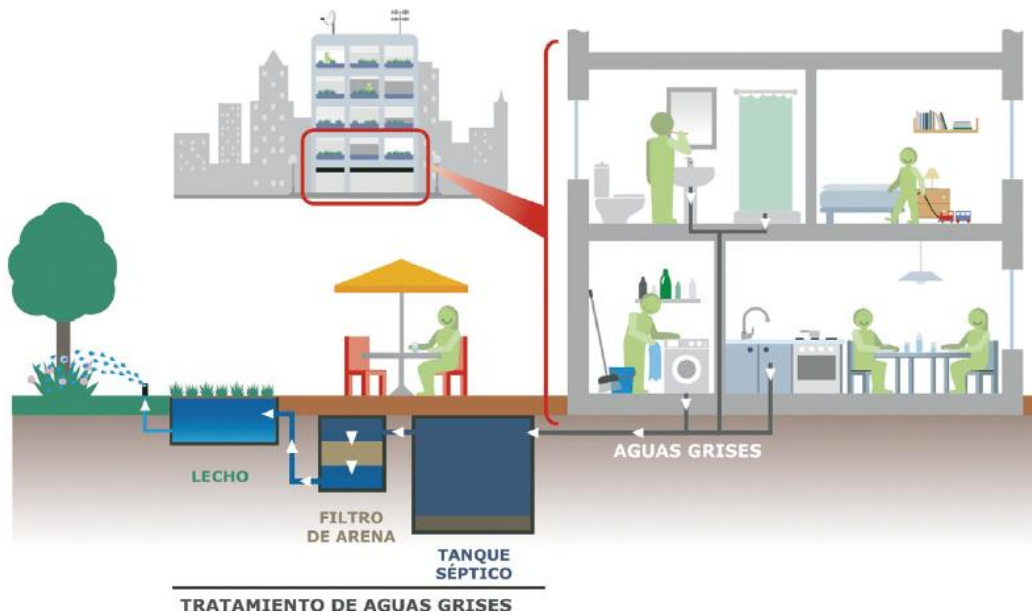 AGUAS GRISES
LECHO
FILTRO
DE ARENA
TANQUE
SÉPTICO
TRATAMIENTO DE AGUAS GRISES